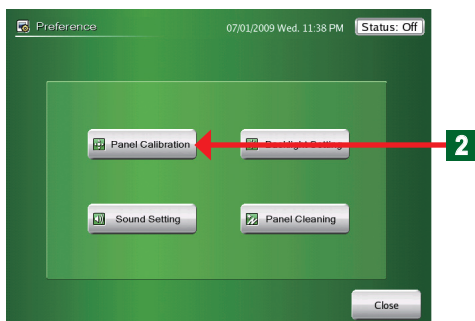 Preference
07/01/2009 Wed. 11:38 PM
Status: Off
Panel Calibration
Backlight Setting
2
Sound Setting
Panel Cleaning
Close